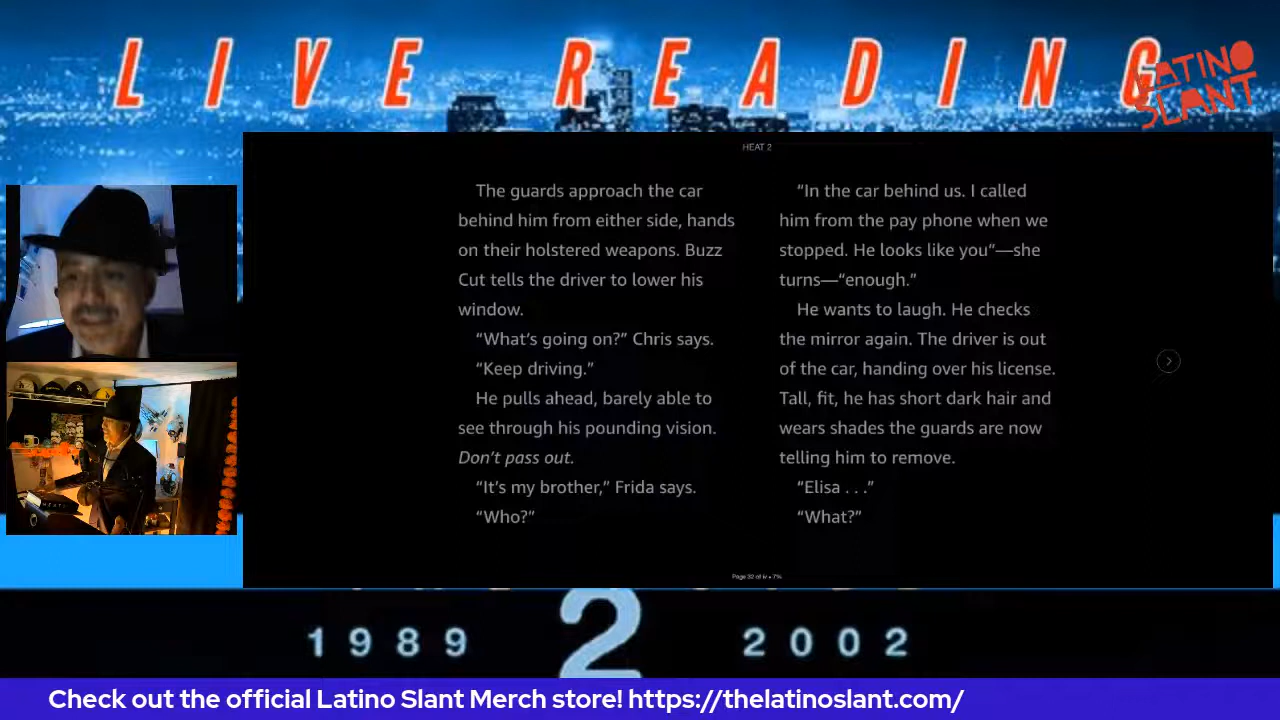 LIVE READING
LATINO
SLANT
HEAT 2
The guards approach the car
behind him from either side, hands
on their holstered weapons. Buzz
Cut tells the driver to lower his
window.
“What’s going on?” Chris says.
“Keep driving.”
He pulls ahead, barely able to
see through his pounding vision.
Don’t pass out.
“It’s my brother,” Frida says.
“Who?”
“In the car behind us. I called
him from the pay phone when we
stopped. He looks like you”—she
turns—“enough.”
He wants to laugh. He checks
the mirror again. The driver is out
of the car, handing over his license.
Tall, fit, he has short dark hair and
wears shades the guards are now
telling him to remove.
“Elisa . . .”
“What?”
Page 32 of iv • 7%
1989 2 2002
Check out the official Latino Slant Merch store! https://thelatinoslant.com/